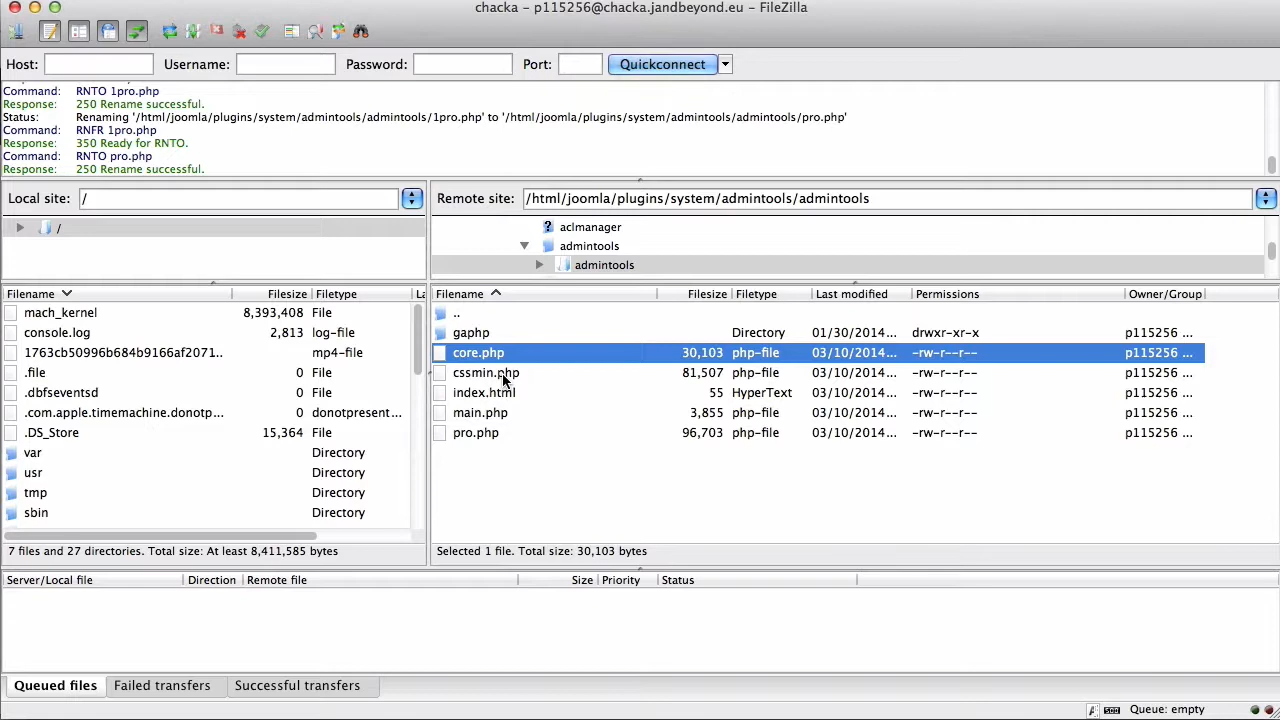 chacka – p115256@chacka.jandbeyond.eu – FileZilla
Host: Username: Password: Port: Quickconnect
Command: RNTO 1pro.php
Response: 250 Rename successful.
Status: Renaming '/html/joomla/plugins/system/admintools/admintools/1pro.php' to '/html/joomla/plugins/system/admintools/admintools/pro.php'
Command: RNFR 1pro.php
Response: 350 Ready for RNTO.
Command: RNTO pro.php
Response: 250 Rename successful.
Local site: /
/
Remote site: /html/joomla/plugins/system/admintools/admintools
? aclmanager
admintools
admintools
Filename Filesize Filetype La
mach_kernel 8,393,408 File
console.log 2,813 log-file
1763cb50996b684b9166af2071.. mp4-file
.file 0 File
.dbfseventsd 0 File
.com.apple.timemachine.donotp... 0 donotpresent...
.DS_Store 15,364 File
var Directory
usr Directory
tmp Directory
sbin Directory
7 files and 27 directories. Total size: At least 8,411,585 bytes
Filename Filesize Filetype Last modified Permissions Owner/Group
..
gaphp Directory 01/30/2014... drwxr-xr-x p115256 ...
core.php 30,103 php-file 03/10/2014... -rw-r--r-- p115256 ...
cssmin.php 81,507 php-file 03/10/2014... -rw-r--r-- p115256 ...
index.html 55 HyperText 03/10/2014... -rw-r--r-- p115256 ...
main.php 3,855 php-file 03/10/2014... -rw-r--r-- p115256 ...
pro.php 96,703 php-file 03/10/2014... -rw-r--r-- p115256 ...
Selected 1 file. Total size: 30,103 bytes
Server/Local file Direction Remote file Size Priority Status
Queued files Failed transfers Successful transfers
Queue: empty